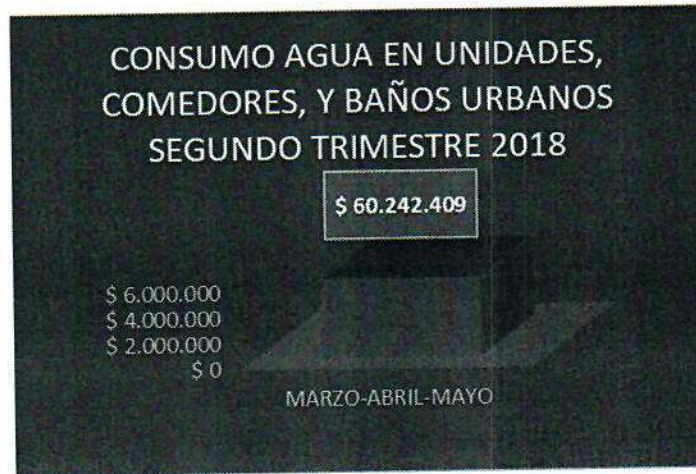 CONSUMO AGUA EN UNIDADES,
COMEDORES, Y BAÑOS URBANOS
SEGUNDO TRIMESTRE 2018
$ 60.242.409
$ 6.000.000
$ 4.000.000
$ 2.000.000
$ 0
MARZO-ABRIL-MAYO